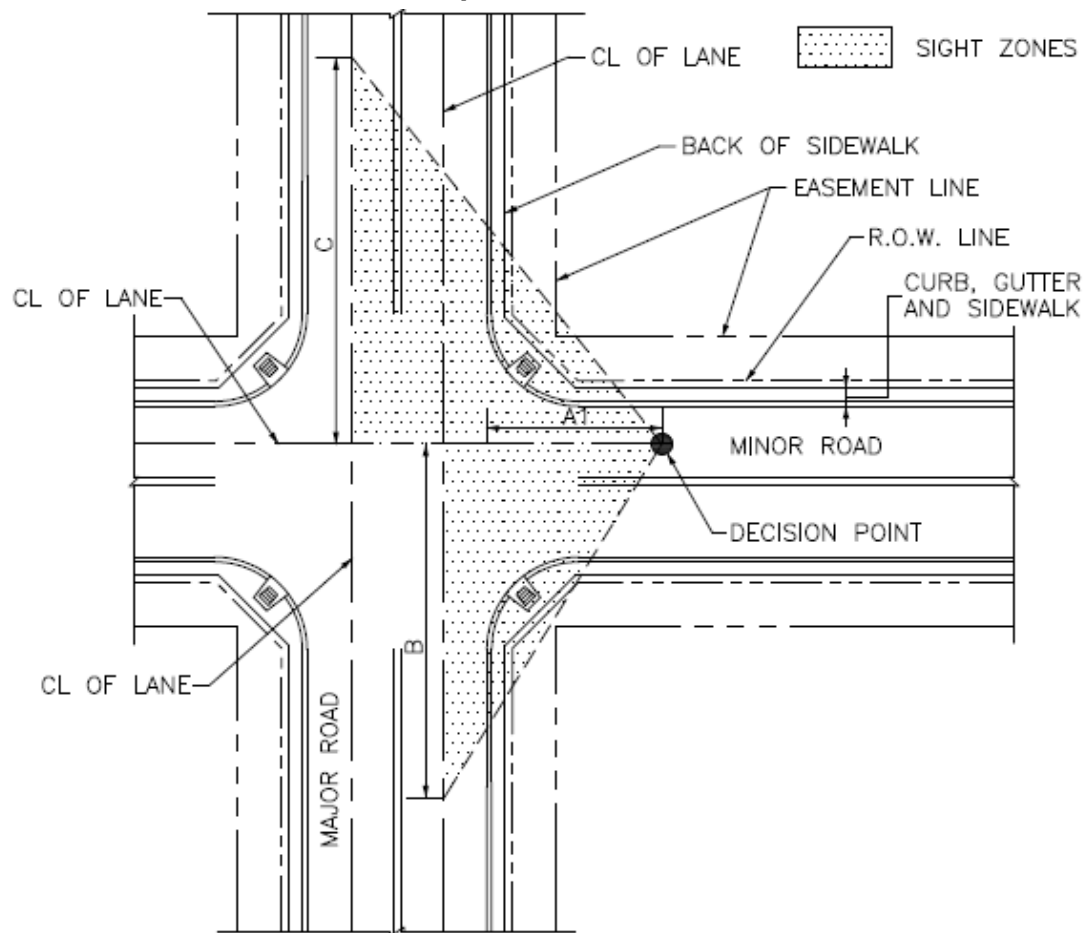 CL OF LANE
SIGHT ZONES
BACK OF SIDEWALK
EASEMENT LINE
R.O.W. LINE
C
CURB, GUTTER
AND SIDEWALK
CL OF LANE
A1
MINOR ROAD
DECISION POINT
B
CL OF LANE
MAJOR ROAD